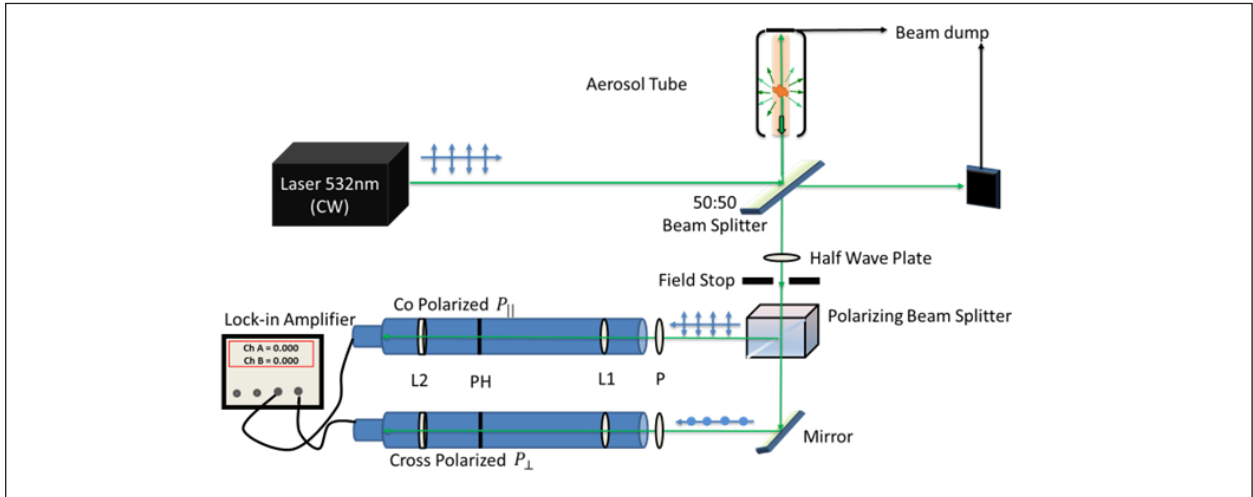 Beam dump
Aerosol Tube
Laser 532nm
(CW)
50:50
Beam Splitter
Half Wave Plate
Field Stop
Co Polarized P||
Polarizing Beam Splitter
Lock-in Amplifier
Ch A = 0.000
Ch B = 0.000
L2 PH L1 P
Mirror
Cross Polarized P⊥